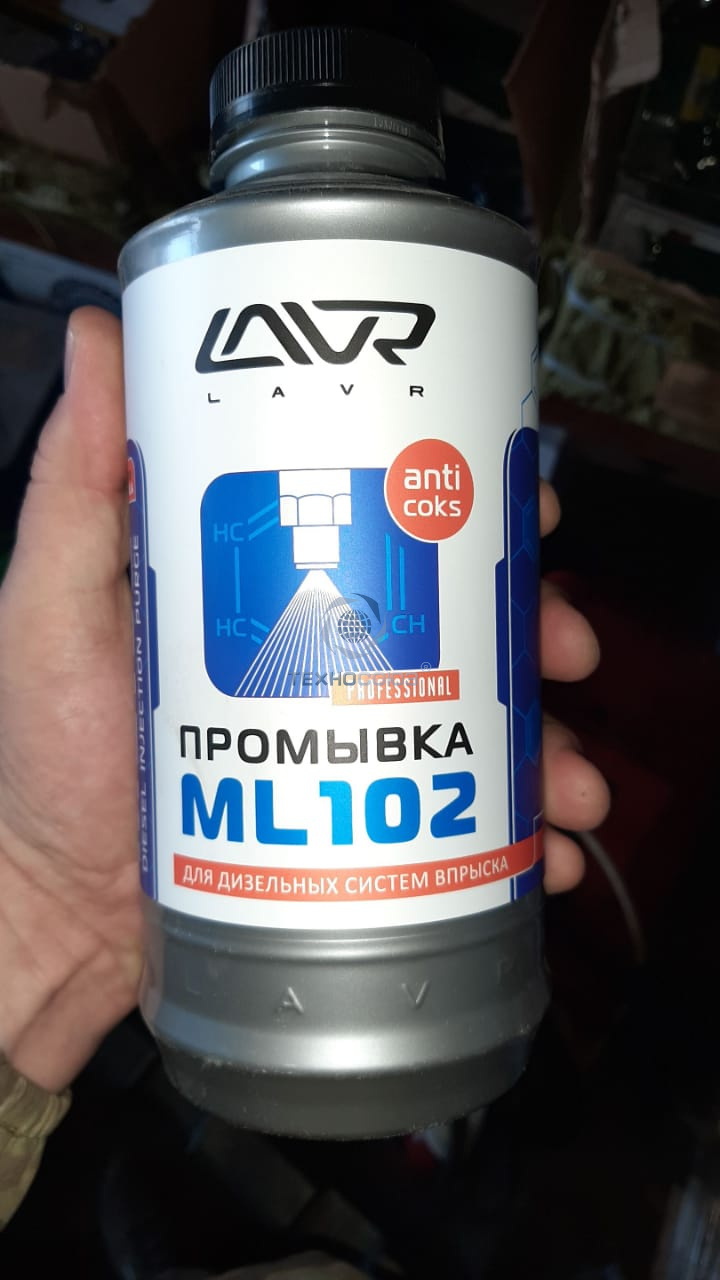 LAVR
L A V R
anti
coks
HC
HC
CH
PROFESSIONAL
ПРОМЫВКА
ML102
ДЛЯ ДИЗЕЛЬНЫХ СИСТЕМ ВПРЫСКА
DIESEL INJECTION PURGE
L A V R